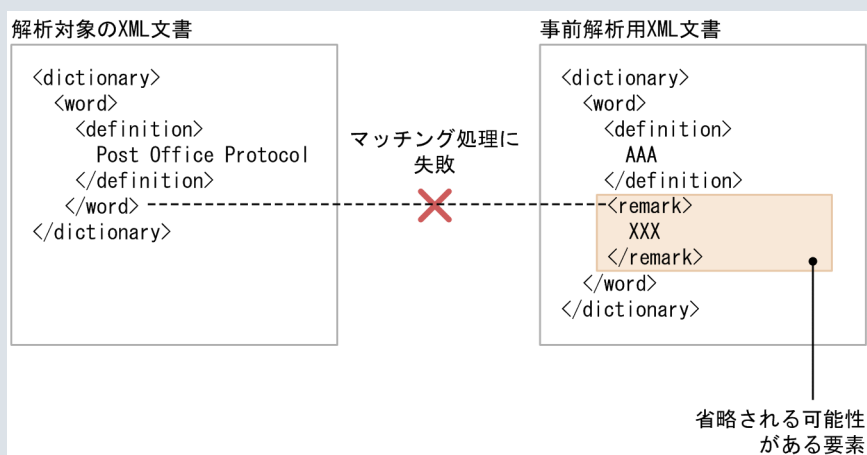 解析対象のXML文書
<dictionary>
<word>
<definition>
Post Office Protocol
</definition>
</word>
</dictionary>
マッチング処理に
失敗
事前解析用XML文書
<dictionary>
<word>
<definition>
AAA
</definition>
<remark>
XXX
</remark>
</word>
</dictionary>
省略される可能性
がある要素